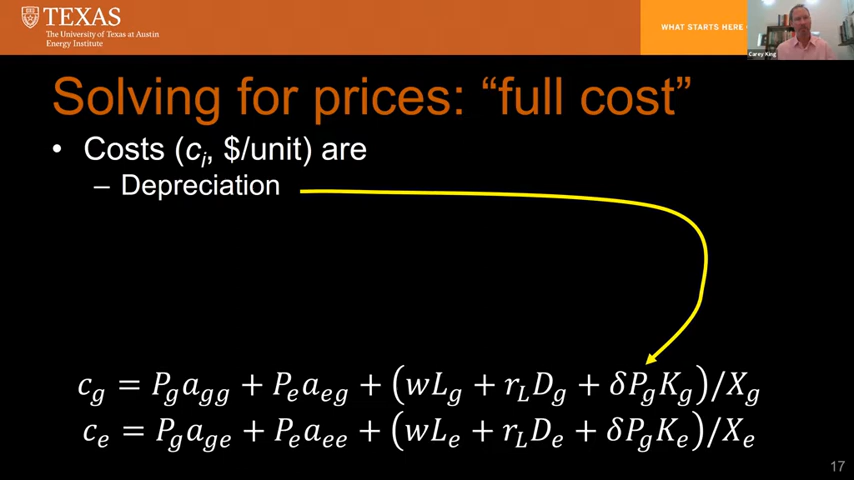 TEXAS
The University of Texas at Austin
Energy Institute
WHAT STARTS HERE
Carey King
Solving for prices: “full cost”
• Costs (cᵢ, $/unit) are
– Depreciation
c_g = P_g a_gg + P_e a_eg + (wL_g + r_L D_g + δP_g K_g)/X_g
c_e = P_g a_ge + P_e a_ee + (wL_e + r_L D_e + δP_g K_e)/X_e
17